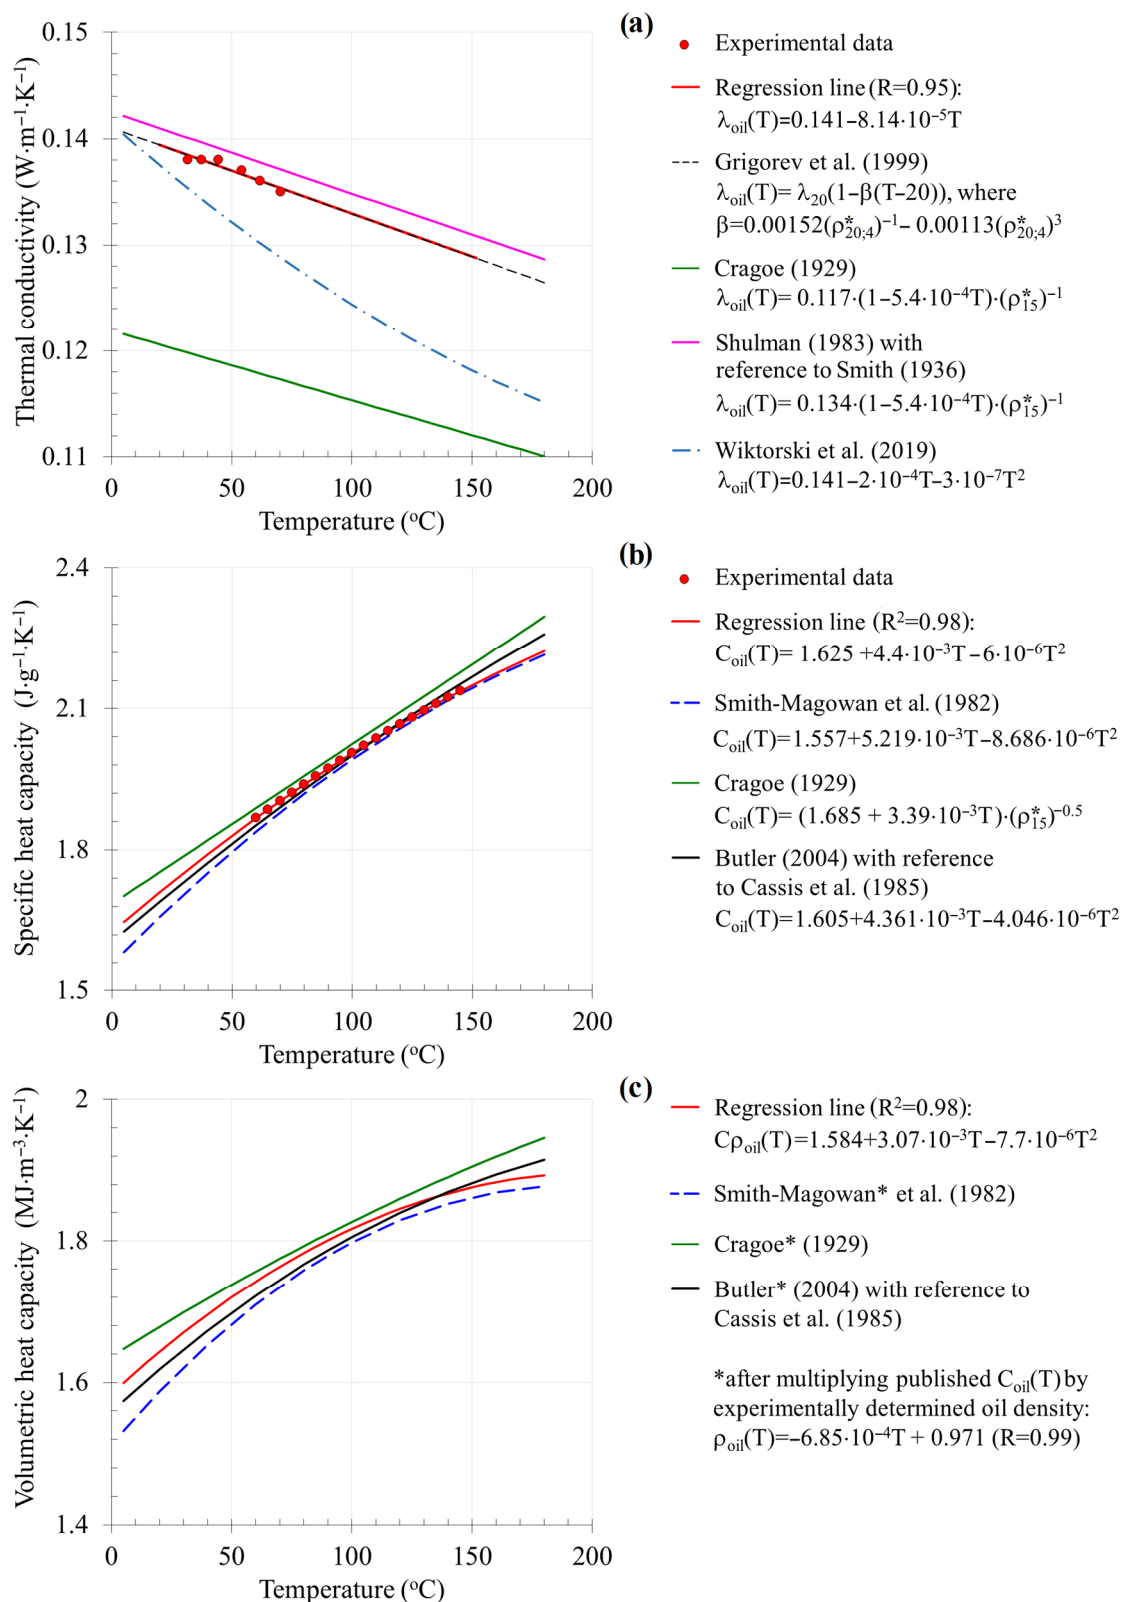 (a)
0.15
0.14
0.13
0.12
0.11
Thermal conductivity (W·m⁻¹·K⁻¹)
0 50 100 150 200
Temperature (ºC)
Experimental data
Regression line (R=0.95):
λoil(T)=0.141–8.14·10⁻⁵T
Grigorev et al. (1999)
λoil(T)= λ20(1–β(T–20)), where
β=0.00152(ρ*20;4)⁻¹– 0.00113(ρ*20;4)³
Cragoe (1929)
λoil(T)= 0.117·(1–5.4·10⁻⁴T)·(ρ*15)⁻¹
Shulman (1983) with
reference to Smith (1936)
λoil(T)= 0.134·(1–5.4·10⁻⁴T)·(ρ*15)⁻¹
Wiktorski et al. (2019)
λoil(T)=0.141–2·10⁻⁴T–3·10⁻⁷T²
(b)
2.4
2.1
1.8
1.5
Specific heat capacity (J·g⁻¹·K⁻¹)
0 50 100 150 200
Temperature (ºC)
Experimental data
Regression line (R²=0.98):
Coil(T)= 1.625 +4.4·10⁻³T–6·10⁻⁶T²
Smith-Magowan et al. (1982)
Coil(T)=1.557+5.219·10⁻³T–8.686·10⁻⁶T²
Cragoe (1929)
Coil(T)= (1.685 + 3.39·10⁻³T)·(ρ*15)⁻⁰·⁵
Butler (2004) with reference
to Cassis et al. (1985)
Coil(T)=1.605+4.361·10⁻³T–4.046·10⁻⁶T²
(c)
2
1.8
1.6
1.4
Volumetric heat capacity (MJ·m⁻³·K⁻¹)
0 50 100 150 200
Temperature (ºC)
Regression line (R²=0.98):
Cρoil(T)=1.584+3.07·10⁻³T–7.7·10⁻⁶T²
Smith-Magowan* et al. (1982)
Cragoe* (1929)
Butler* (2004) with reference to
Cassis et al. (1985)
*after multiplying published Coil(T) by
experimentally determined oil density:
ρoil(T)=–6.85·10⁻⁴T + 0.971 (R=0.99)